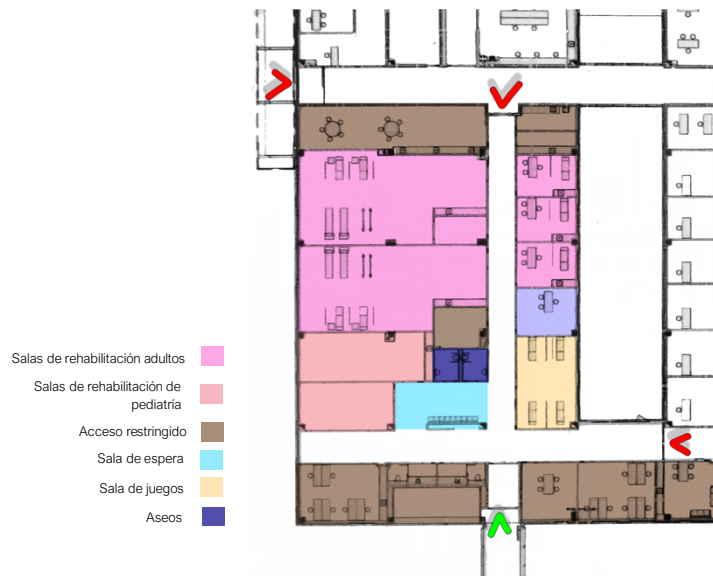 Salas de rehabilitación adultos
Salas de rehabilitación de
pediatría
Acceso restringido
Sala de espera
Sala de juegos
Aseos